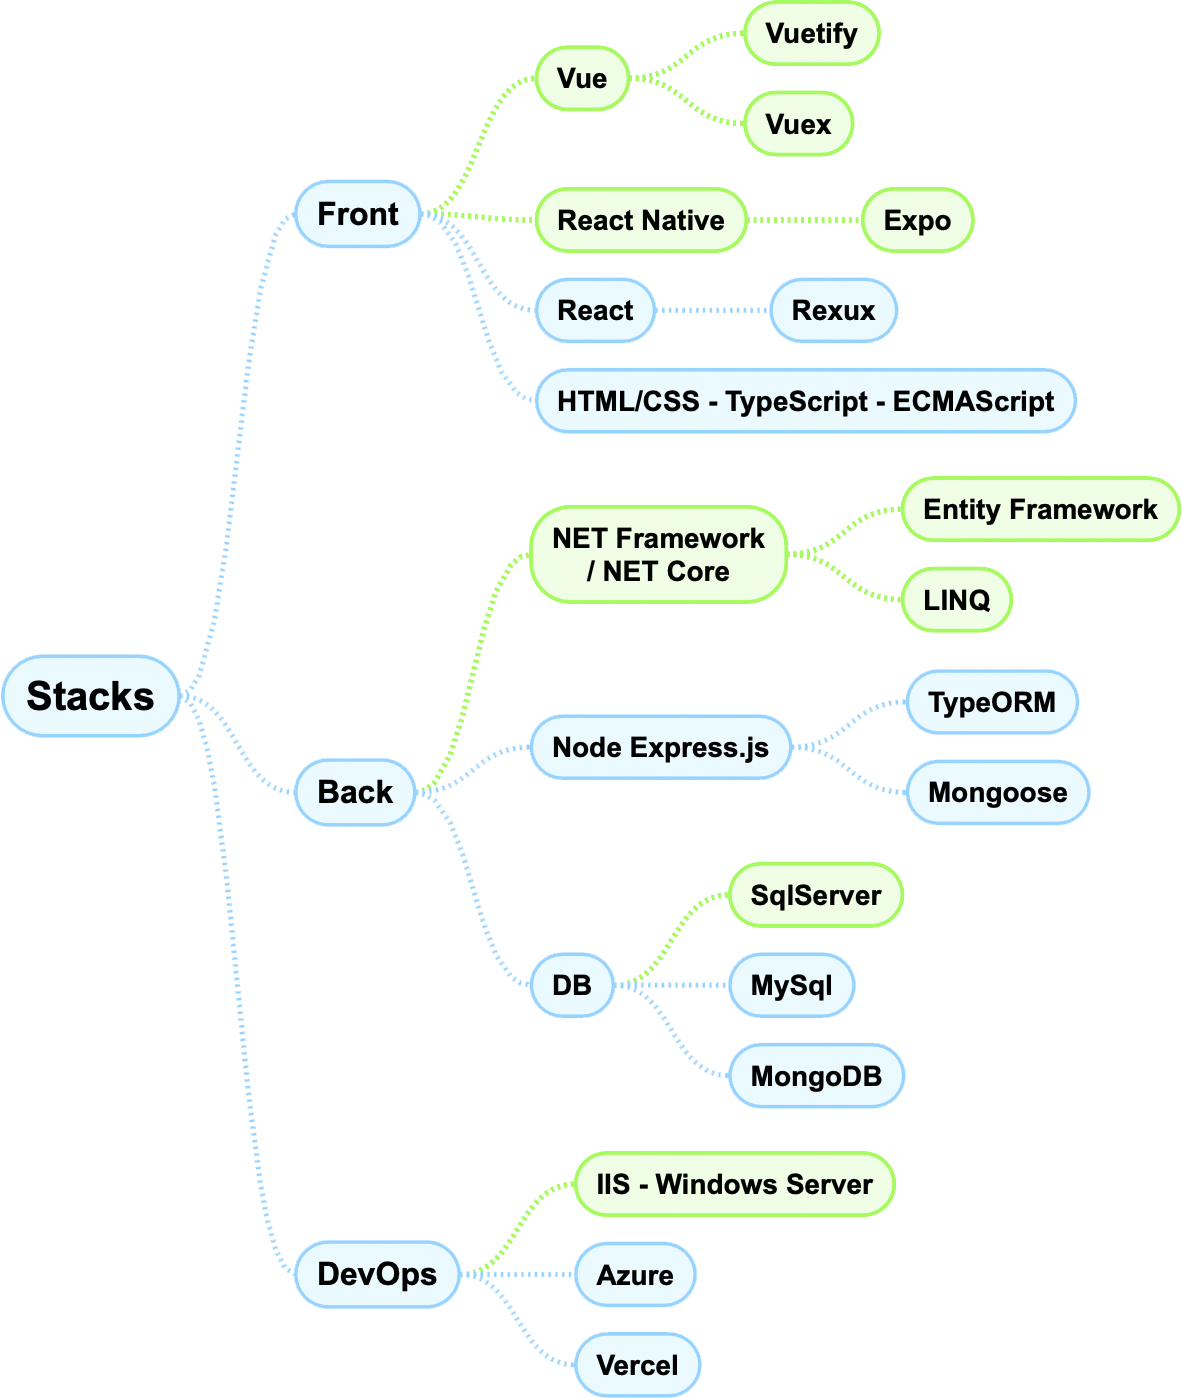 Stacks
Front
Vue
Vuetify
Vuex
React Native
Expo
React
Rexux
HTML/CSS - TypeScript - ECMAScript
Back
NET Framework
/ NET Core
Entity Framework
LINQ
Node Express.js
TypeORM
Mongoose
DB
SqlServer
MySql
MongoDB
DevOps
IIS - Windows Server
Azure
Vercel